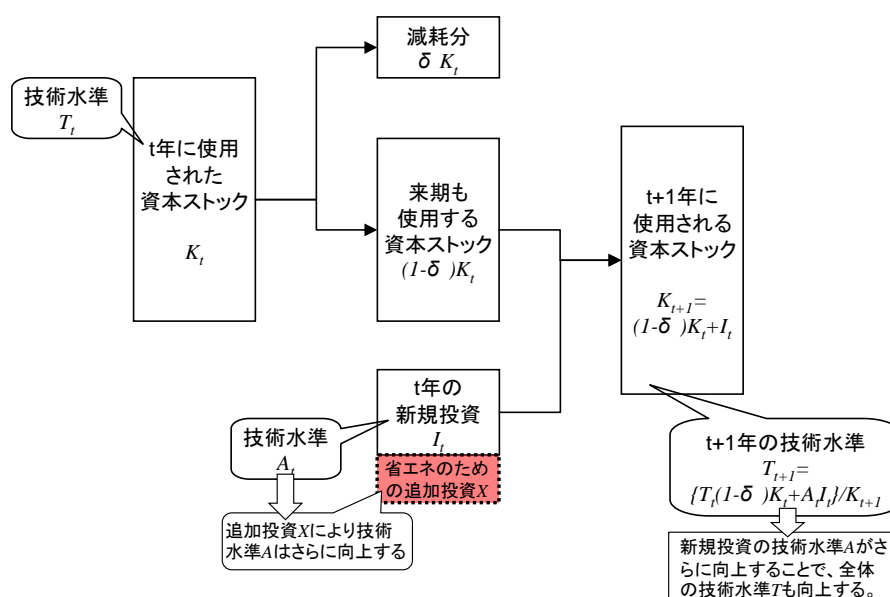 減耗分
δ K_t
技術水準
T_t
t年に使用
された
資本ストック
K_t
来期も
使用する
資本ストック
(1-δ )K_t
t+1年に
使用される
資本ストック
K_{t+1}=
(1-δ )K_t+I_t
t年の
新規投資
I_t
技術水準
A_t
省エネのため
の追加投資X
追加投資Xにより技術
水準Aはさらに向上する
t+1年の技術水準
T_{t+1}=
{T_t(1-δ )K_t+A_tI_t}/K_{t+1}
新規投資の技術水準Aがさ
らに向上することで、全体
の技術水準Tも向上する。